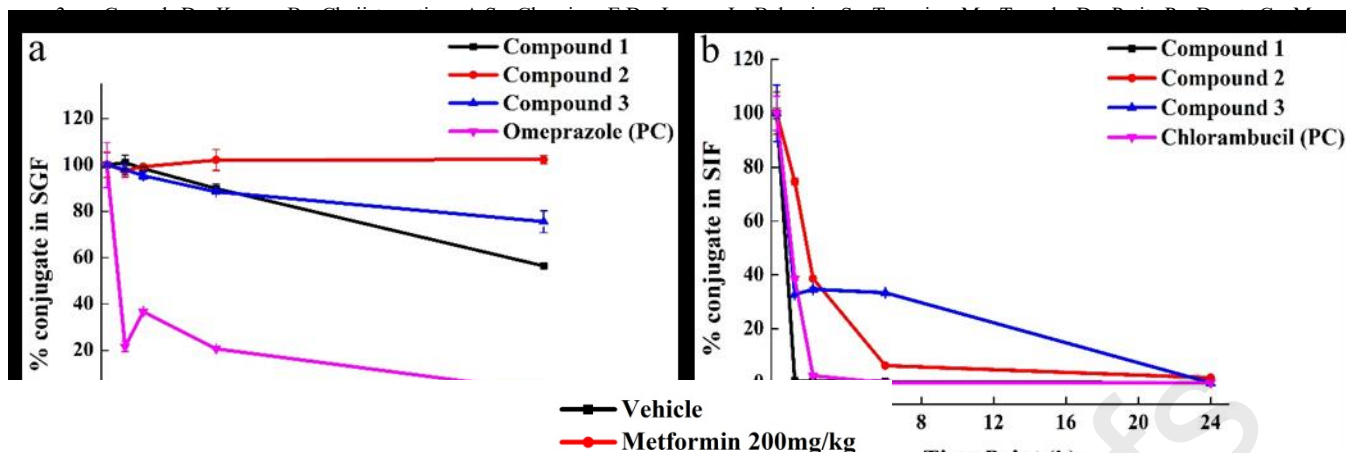 a
Compound 1
Compound 2
Compound 3
Omeprazole (PC)
120
100
80
60
40
20
% conjugate in SGF
b
Compound 1
Compound 2
Compound 3
Chlorambucil (PC)
120
100
80
60
40
20
0
% conjugate in SIF
8 12 16 20 24
Vehicle
Metformin 200mg/kg